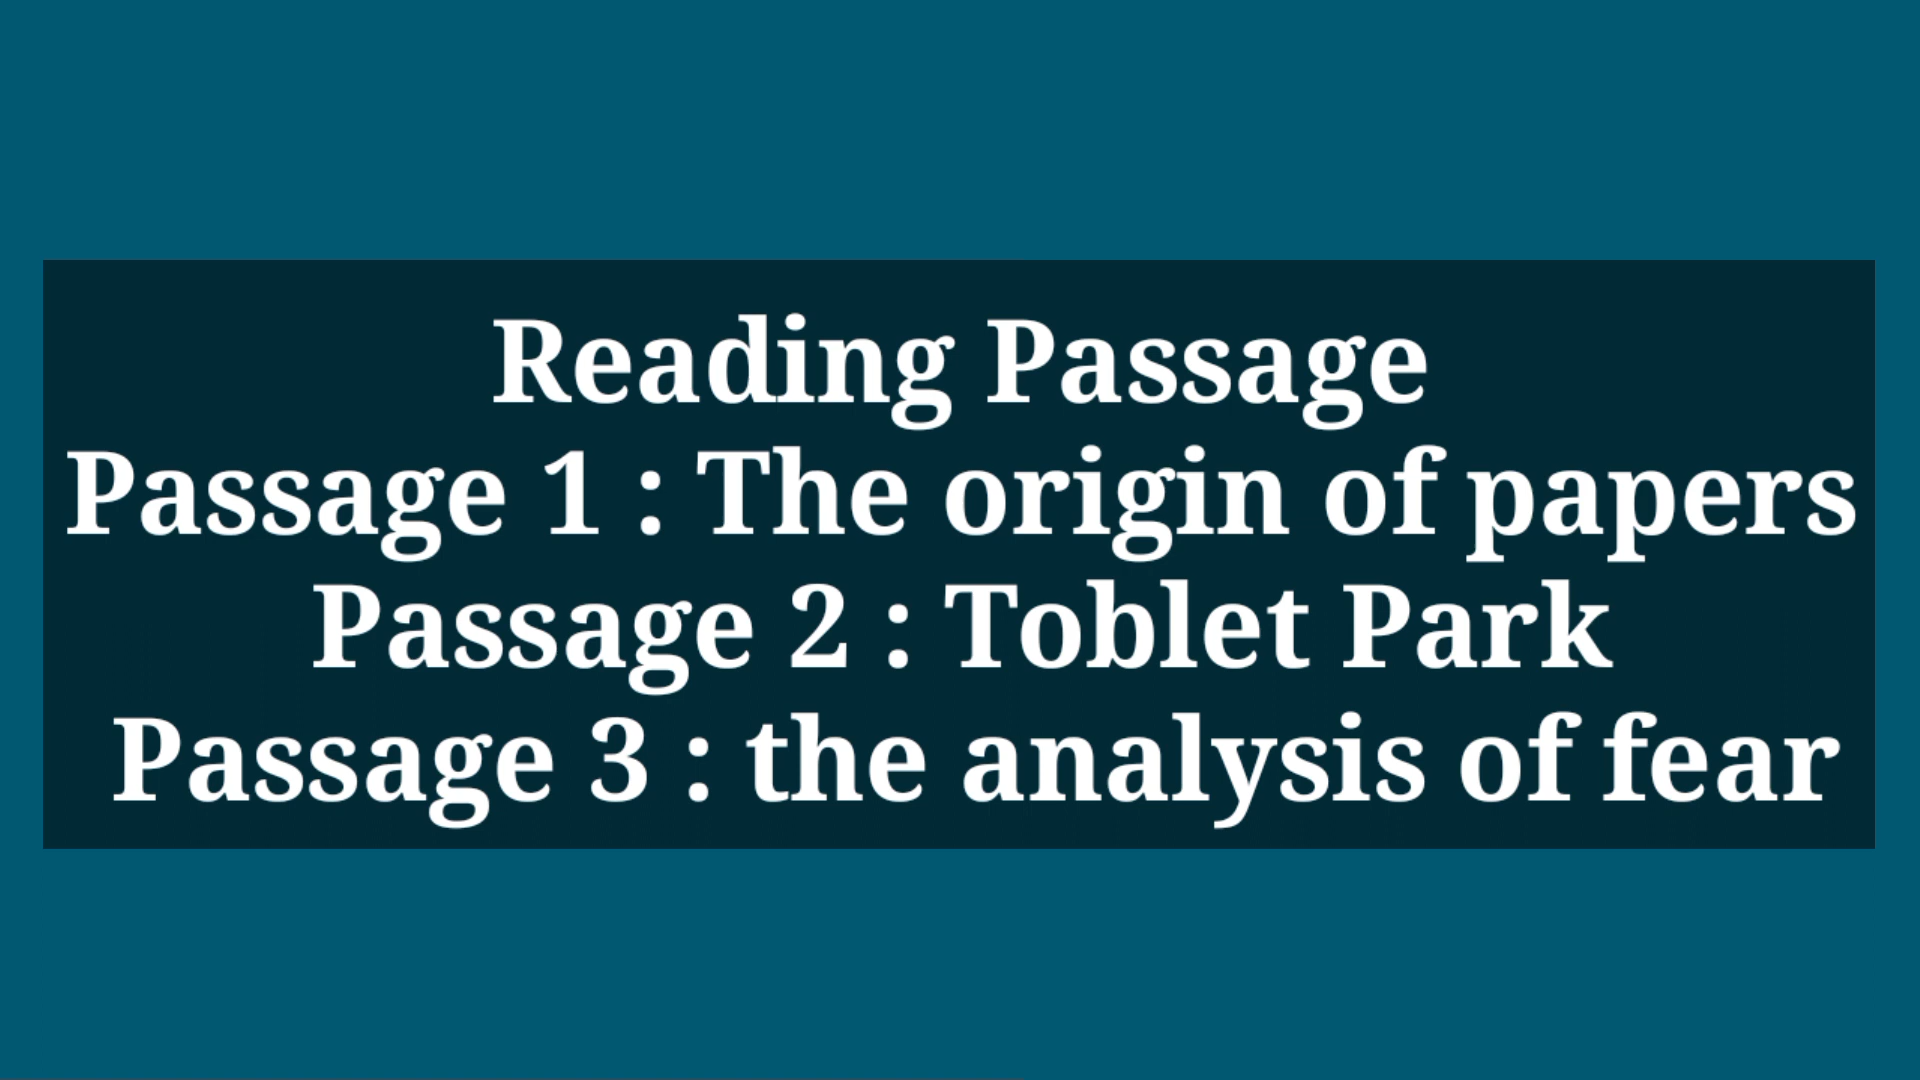 Reading Passage
Passage 1 : The origin of papers
Passage 2 : Toblet Park
Passage 3 : the analysis of fear